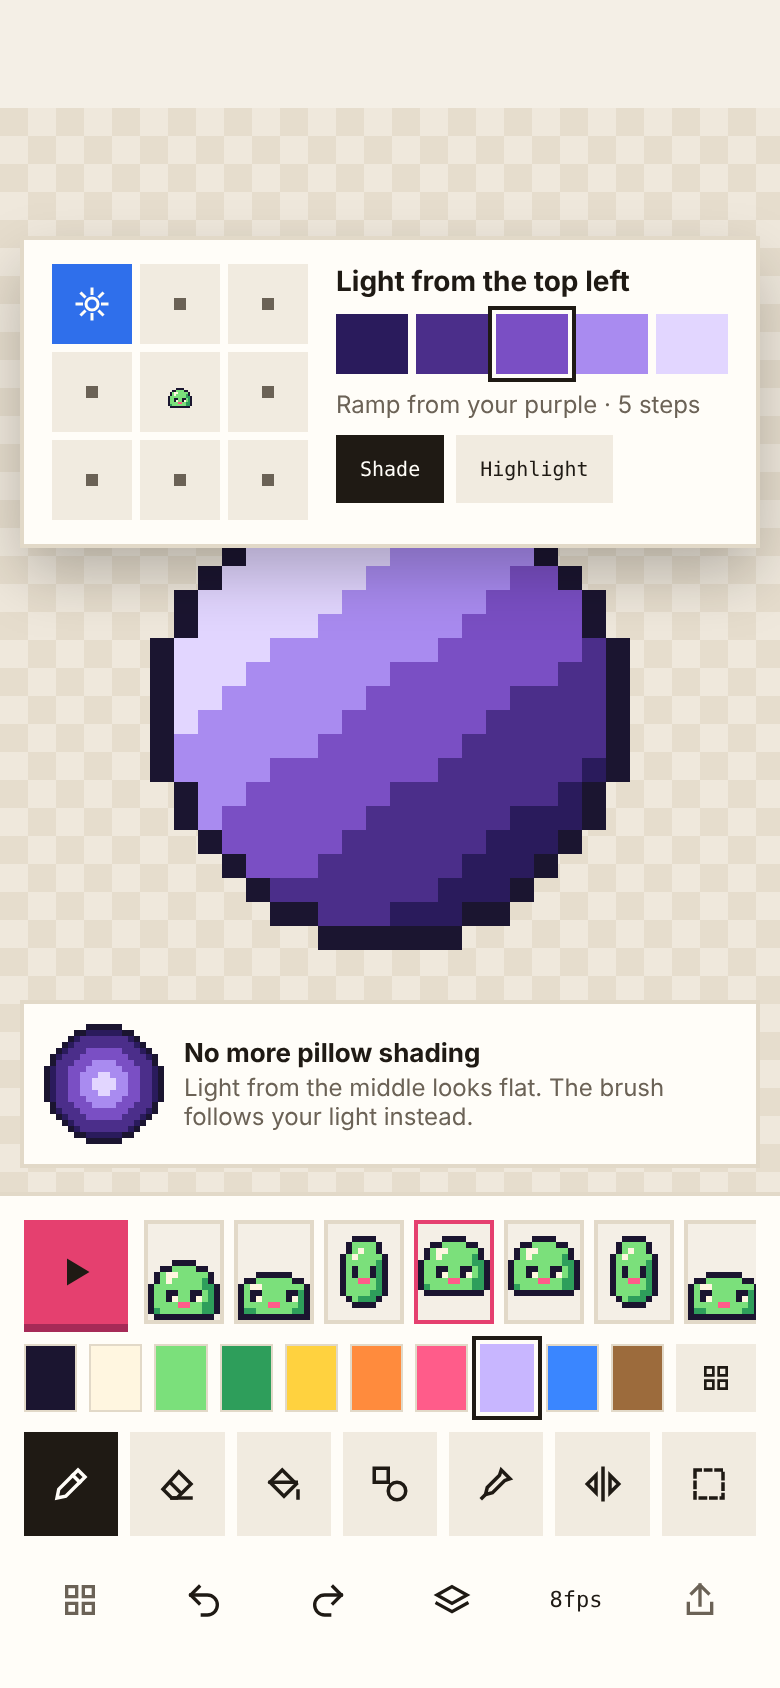 Light from the top left
Ramp from your purple · 5 steps
Shade
Highlight
No more pillow shading
Light from the middle looks flat. The brush
follows your light instead.
8fps